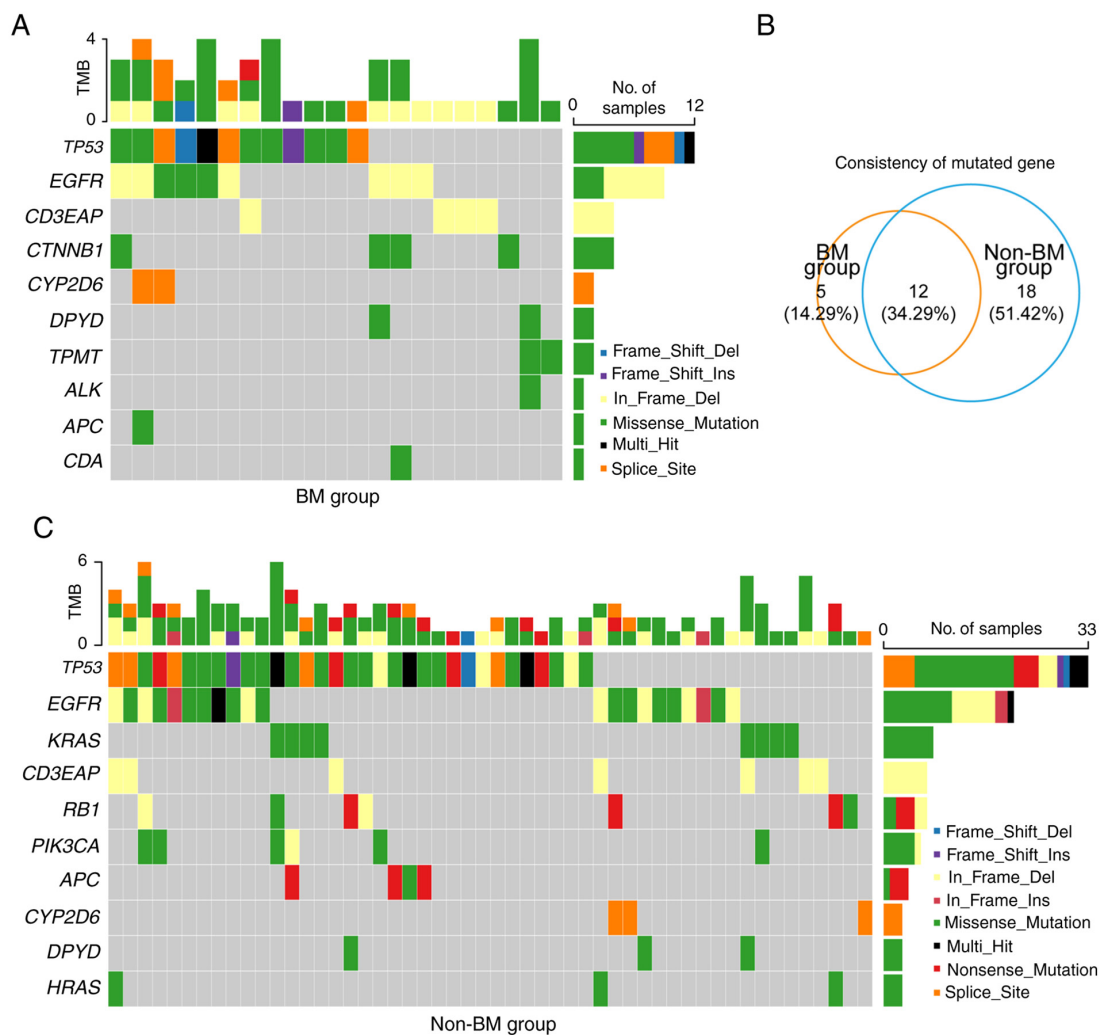 A
4
TMB
0
No. of
samples
0
12
TP53
EGFR
CD3EAP
CTNNB1
CYP2D6
DPYD
TPMT
ALK
APC
CDA
Frame_Shift_Del
Frame_Shift_Ins
In_Frame_Del
Missense_Mutation
Multi_Hit
Splice_Site
BM group
B
Consistency of mutated gene
BM
group
5
(14.29%)
12
(34.29%)
Non-BM
group
18
(51.42%)
C
6
TMB
0
0
No. of samples
33
TP53
EGFR
KRAS
CD3EAP
RB1
PIK3CA
APC
CYP2D6
DPYD
HRAS
Frame_Shift_Del
Frame_Shift_Ins
In_Frame_Del
In_Frame_Ins
Missense_Mutation
Multi_Hit
Nonsense_Mutation
Splice_Site
Non-BM group